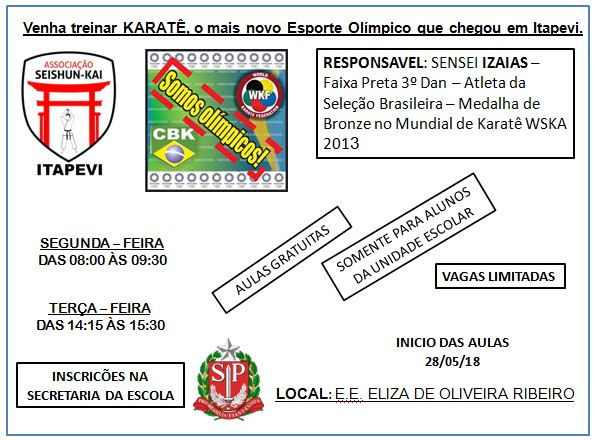 Venha treinar KARATÊ, o mais novo Esporte Olímpico que chegou em Itapevi.
ASSOCIAÇÃO
SEISHUN-KAI
ITAPEVI
Somos olímpicos!
WORLD
WKF
KARATE FEDERATION
CBK
RESPONSAVEL: SENSEI IZAIAS –
Faixa Preta 3º Dan – Atleta da
Seleção Brasileira – Medalha de
Bronze no Mundial de Karatê WSKA
2013
SEGUNDA – FEIRA
DAS 08:00 ÀS 09:30
AULAS GRATUITAS
SOMENTE PARA ALUNOS
DA UNIDADE ESCOLAR
VAGAS LIMITADAS
TERÇA – FEIRA
DAS 14:15 ÀS 15:30
INICIO DAS AULAS
28/05/18
INSCRICÕES NA
SECRETARIA DA ESCOLA
SP
LOCAL: E.E. ELIZA DE OLIVEIRA RIBEIRO